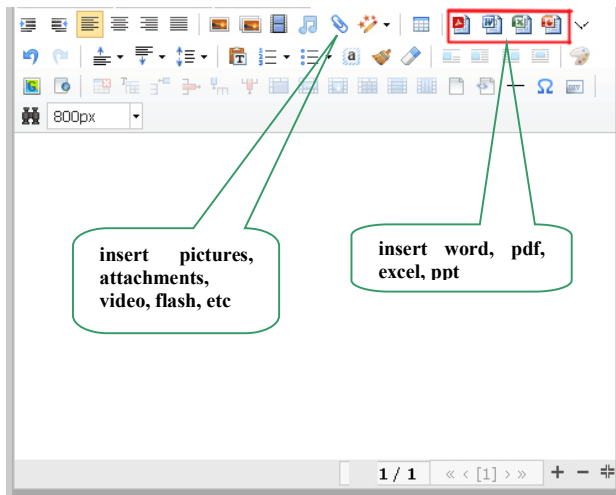 800px
insert pictures,
attachments,
video, flash, etc
insert word, pdf,
excel, ppt
1 / 1 « < [1] > » + −